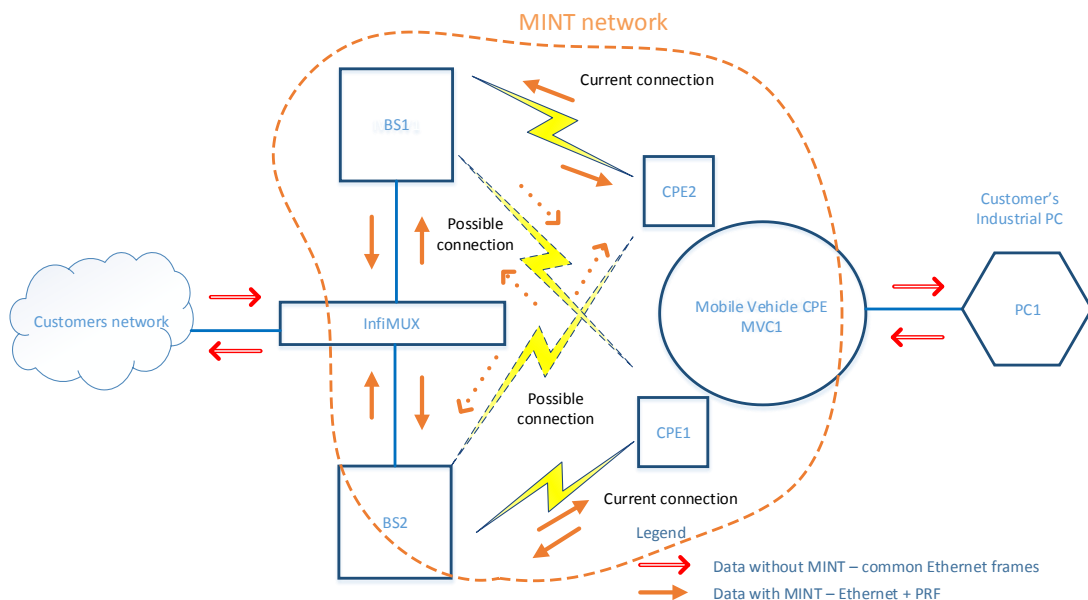 MINT network
Current connection
BS1
CPE2
Customer's
Industrial PC
Possible
connection
Customers network
InfiMUX
Mobile Vehicle CPE
MVC1
PC1
Possible
connection
CPE1
BS2
Current connection
Legend
Data without MINT – common Ethernet frames
Data with MINT – Ethernet + PRF